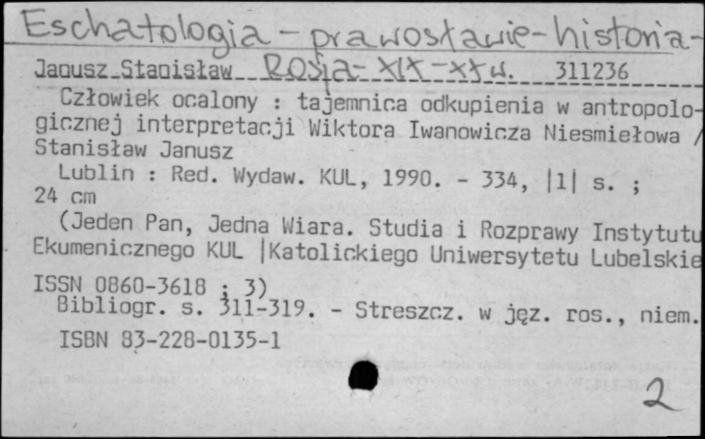 Eschatologia - prawosławie - historia -
Janusz Stanisław Rosja - XIX - XX w. 311236
Człowiek ocalony : tajemnica odkupienia w antropolo-
gicznej interpretacji Wiktora Iwanowicza Niesmiełowa /
Stanisław Janusz
Lublin : Red. Wydaw. KUL, 1990. - 334, |1| s. ;
24 cm
(Jeden Pan, Jedna Wiara. Studia i Rozprawy Instytutu
Ekumenicznego KUL |Katolickiego Uniwersytetu Lubelskie
ISSN 0860-3618 ; 3)
Bibliogr. s. 311-319. - Streszcz. w jęz. ros., niem.
ISBN 83-228-0135-1
2